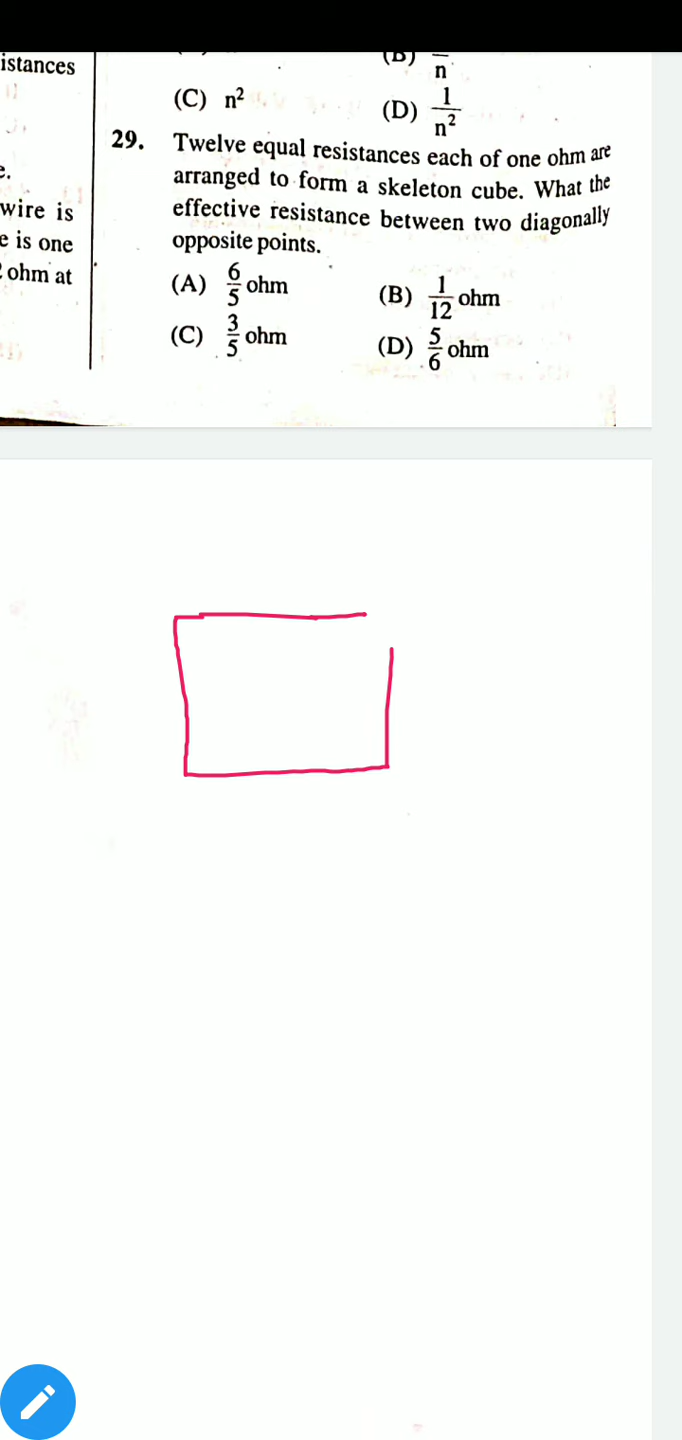 istances
n
(C) n²
(D) 1/n²
e.
wire is
e is one
ohm at
29. Twelve equal resistances each of one ohm are
arranged to form a skeleton cube. What the
effective resistance between two diagonally
opposite points.
(A) 6/5 ohm
(B) 1/12 ohm
(C) 3/5 ohm
(D) 5/6 ohm